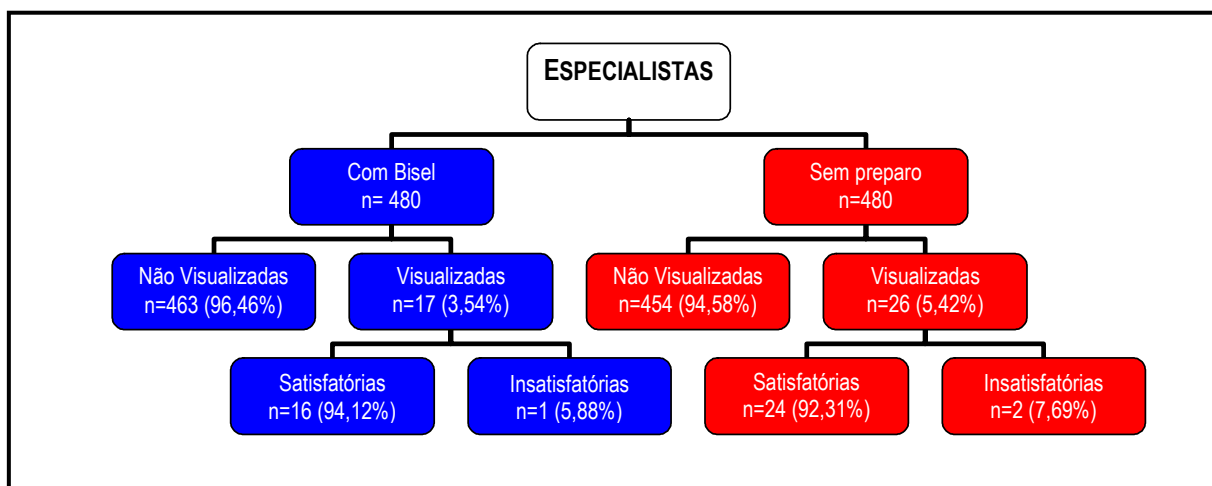 ESPECIALISTAS
Com Bisel
n= 480
Sem preparo
n=480
Não Visualizadas
n=463 (96,46%)
Visualizadas
n=17 (3,54%)
Não Visualizadas
n=454 (94,58%)
Visualizadas
n=26 (5,42%)
Satisfatórias
n=16 (94,12%)
Insatisfatórias
n=1 (5,88%)
Satisfatórias
n=24 (92,31%)
Insatisfatórias
n=2 (7,69%)